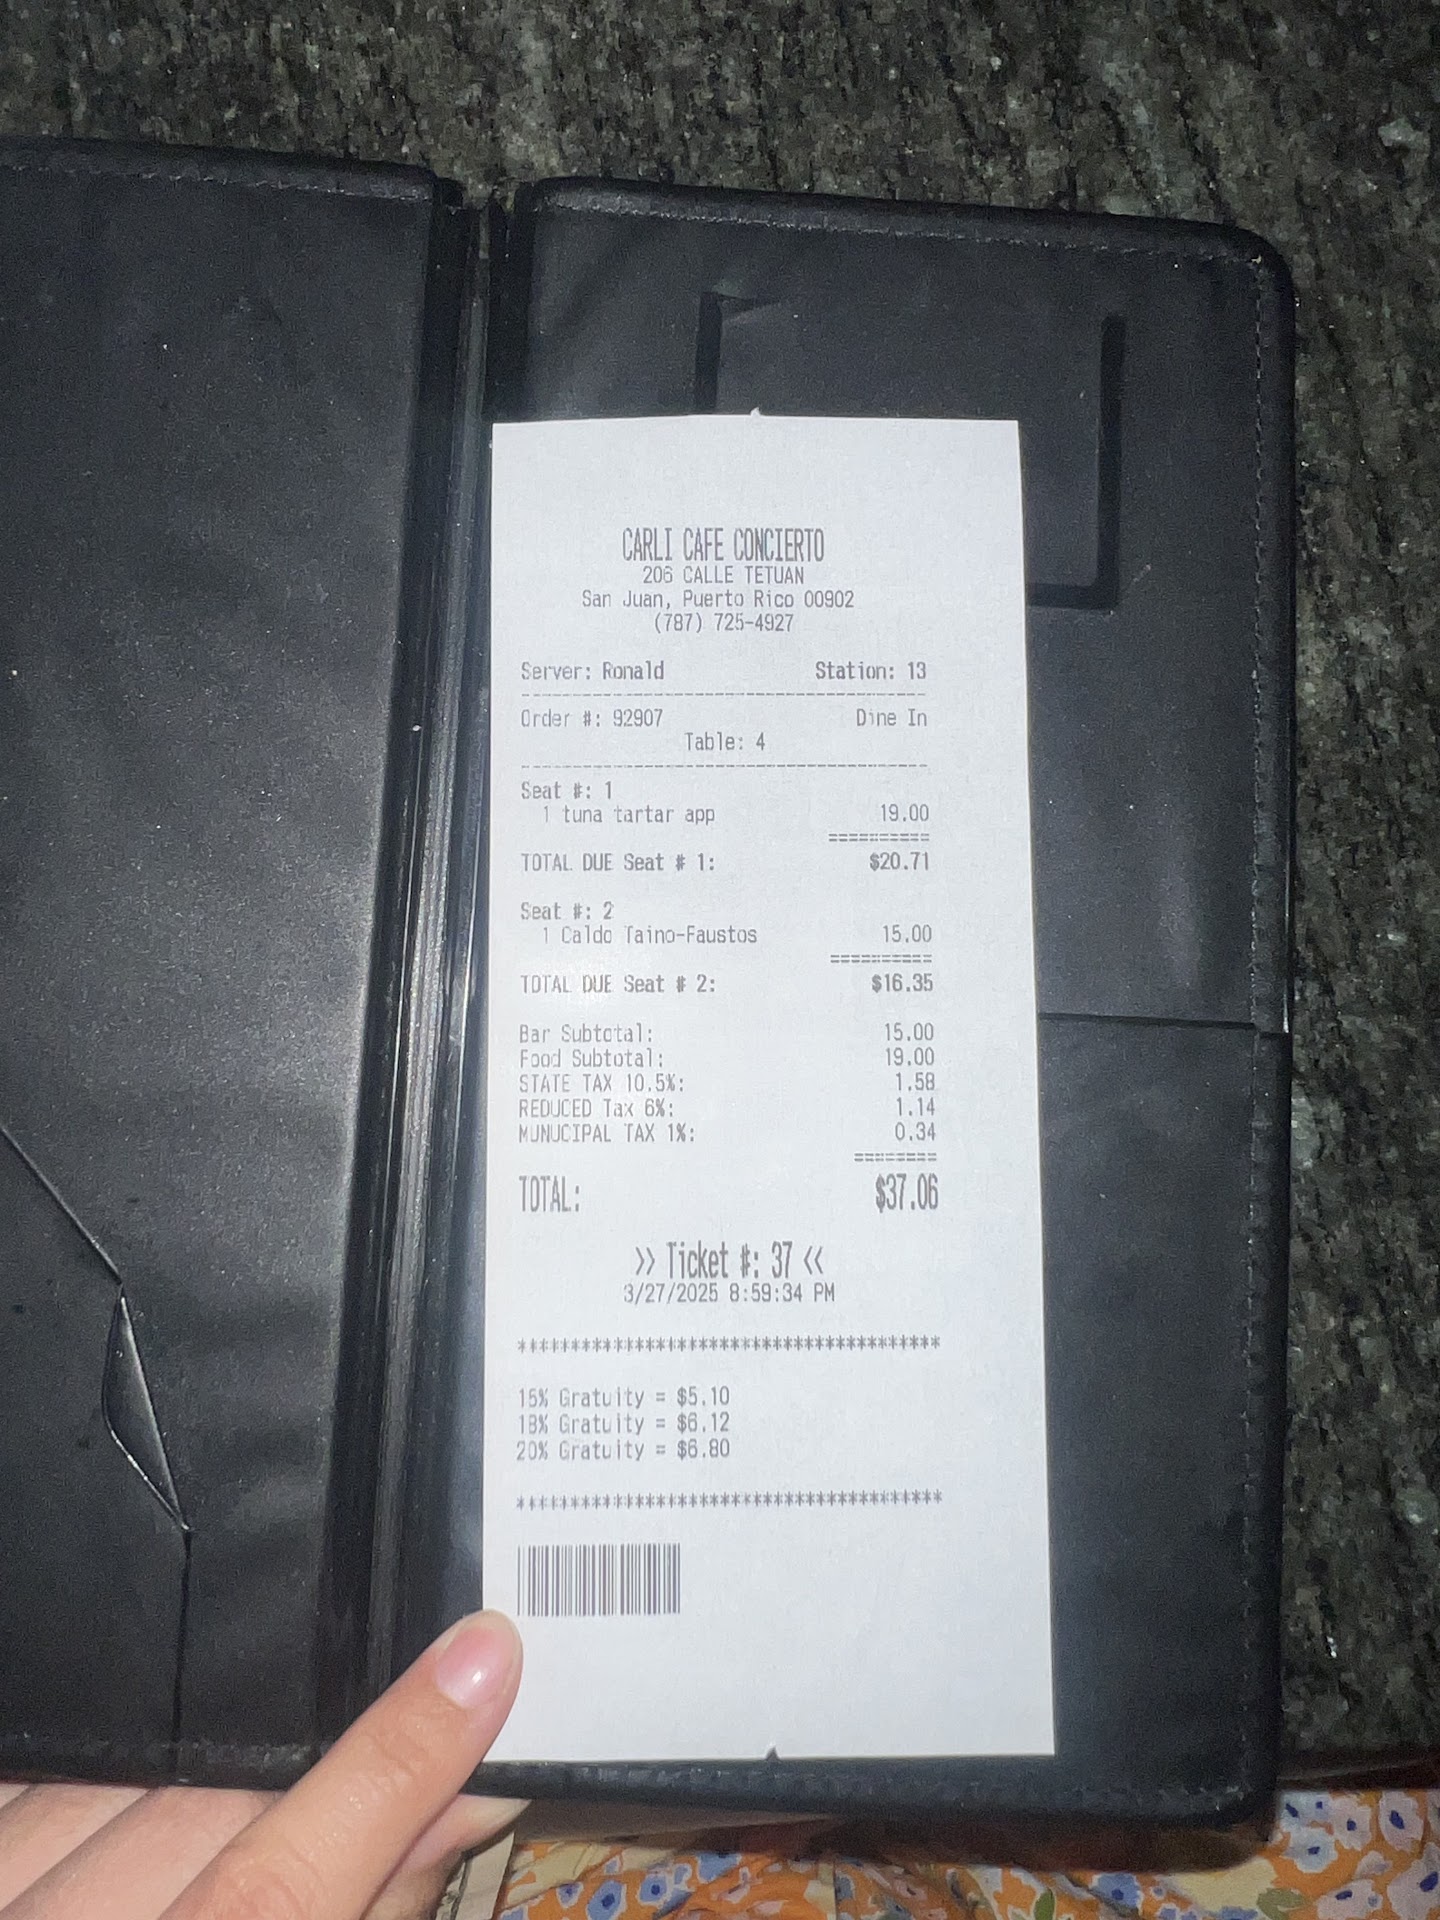 CARLI CAFE CONCIERTO
206 CALLE TETUAN
San Juan, Puerto Rico 00902
(787) 725-4927
Server: Ronald Station: 13
----------------------------------------
Order #: 92907 Dine In
Table: 4
----------------------------------------
Seat #: 1
1 tuna tartar app 19.00
==========
TOTAL DUE Seat # 1: $20.71
Seat #: 2
1 Caldo Taino-Faustos 15.00
==========
TOTAL DUE Seat # 2: $16.35
Bar Subtotal: 15.00
Food Subtotal: 19.00
STATE TAX 10.5%: 1.58
REDUCED Tax 6%: 1.14
MUNUCIPAL TAX 1%: 0.34
========
TOTAL: $37.06
>> Ticket #: 37 <<
3/27/2025 8:59:34 PM
****************************************
15% Gratuity = $5.10
18% Gratuity = $6.12
20% Gratuity = $6.80
****************************************